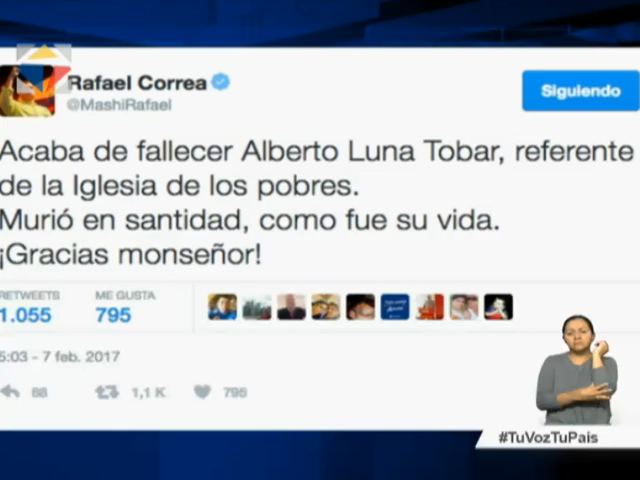 Rafael Correa
@MashiRafael
Siguiendo
Acaba de fallecer Alberto Luna Tobar, referente
de la Iglesia de los pobres.
Murió en santidad, como fue su vida.
¡Gracias monseñor!
RETWEETS
ME GUSTA
1.055
795
5:03 - 7 feb. 2017
68
1,1 K
795
#TuVozTuPaís